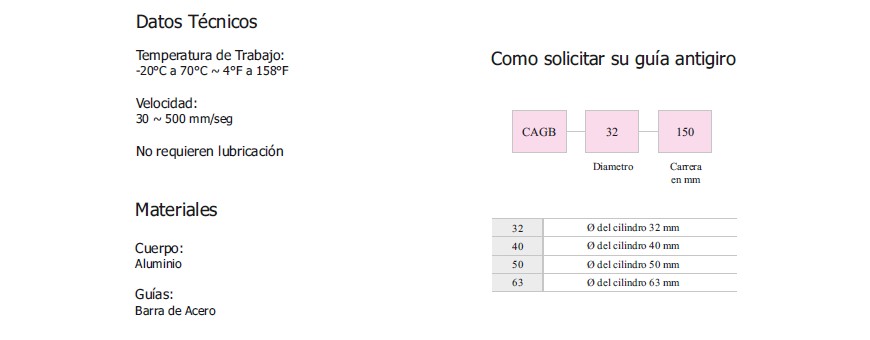 Datos Técnicos
Temperatura de Trabajo:
-20°C a 70°C ~ 4°F a 158°F
Velocidad:
30 ~ 500 mm/seg
No requieren lubricación
Materiales
Cuerpo:
Aluminio
Guías:
Barra de Acero
Como solicitar su guía antigiro
CAGB 32 150
Diametro Carrera
en mm
32 Ø del cilindro 32 mm
40 Ø del cilindro 40 mm
50 Ø del cilindro 50 mm
63 Ø del cilindro 63 mm